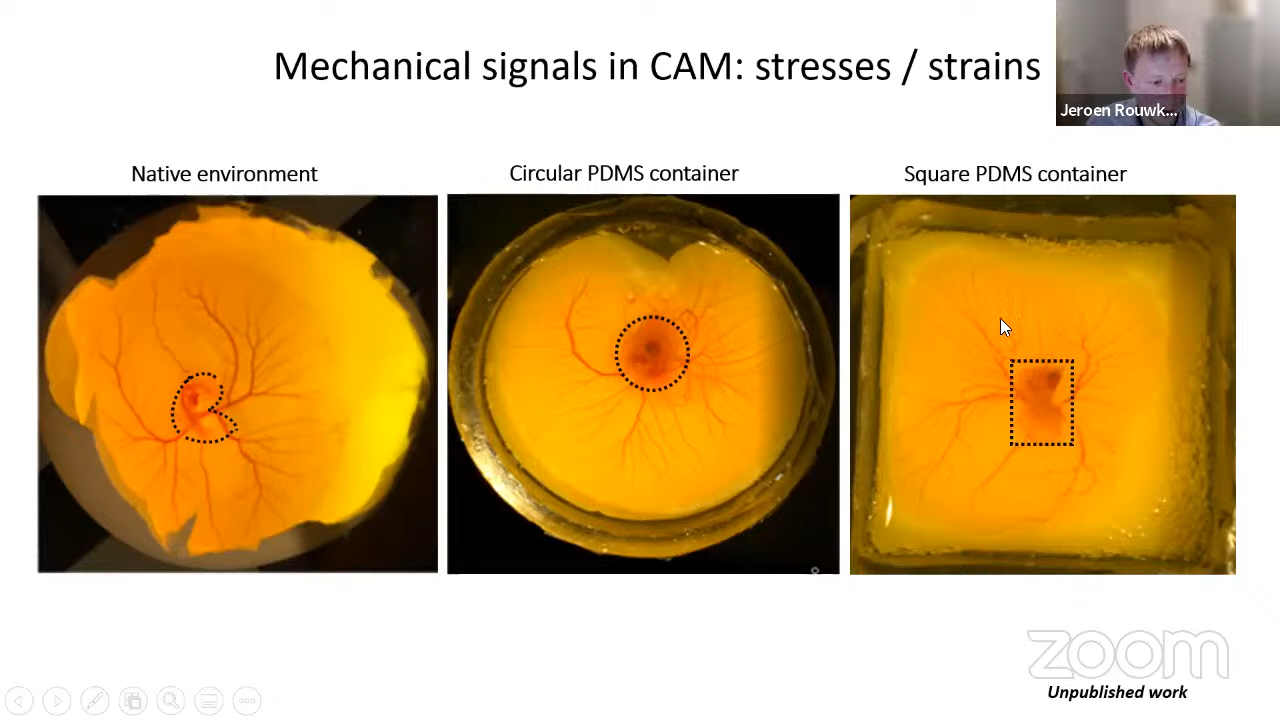 Mechanical signals in CAM: stresses / strains
Jeroen Rouwk...
Native environment
Circular PDMS container
Square PDMS container
zoom
Unpublished work